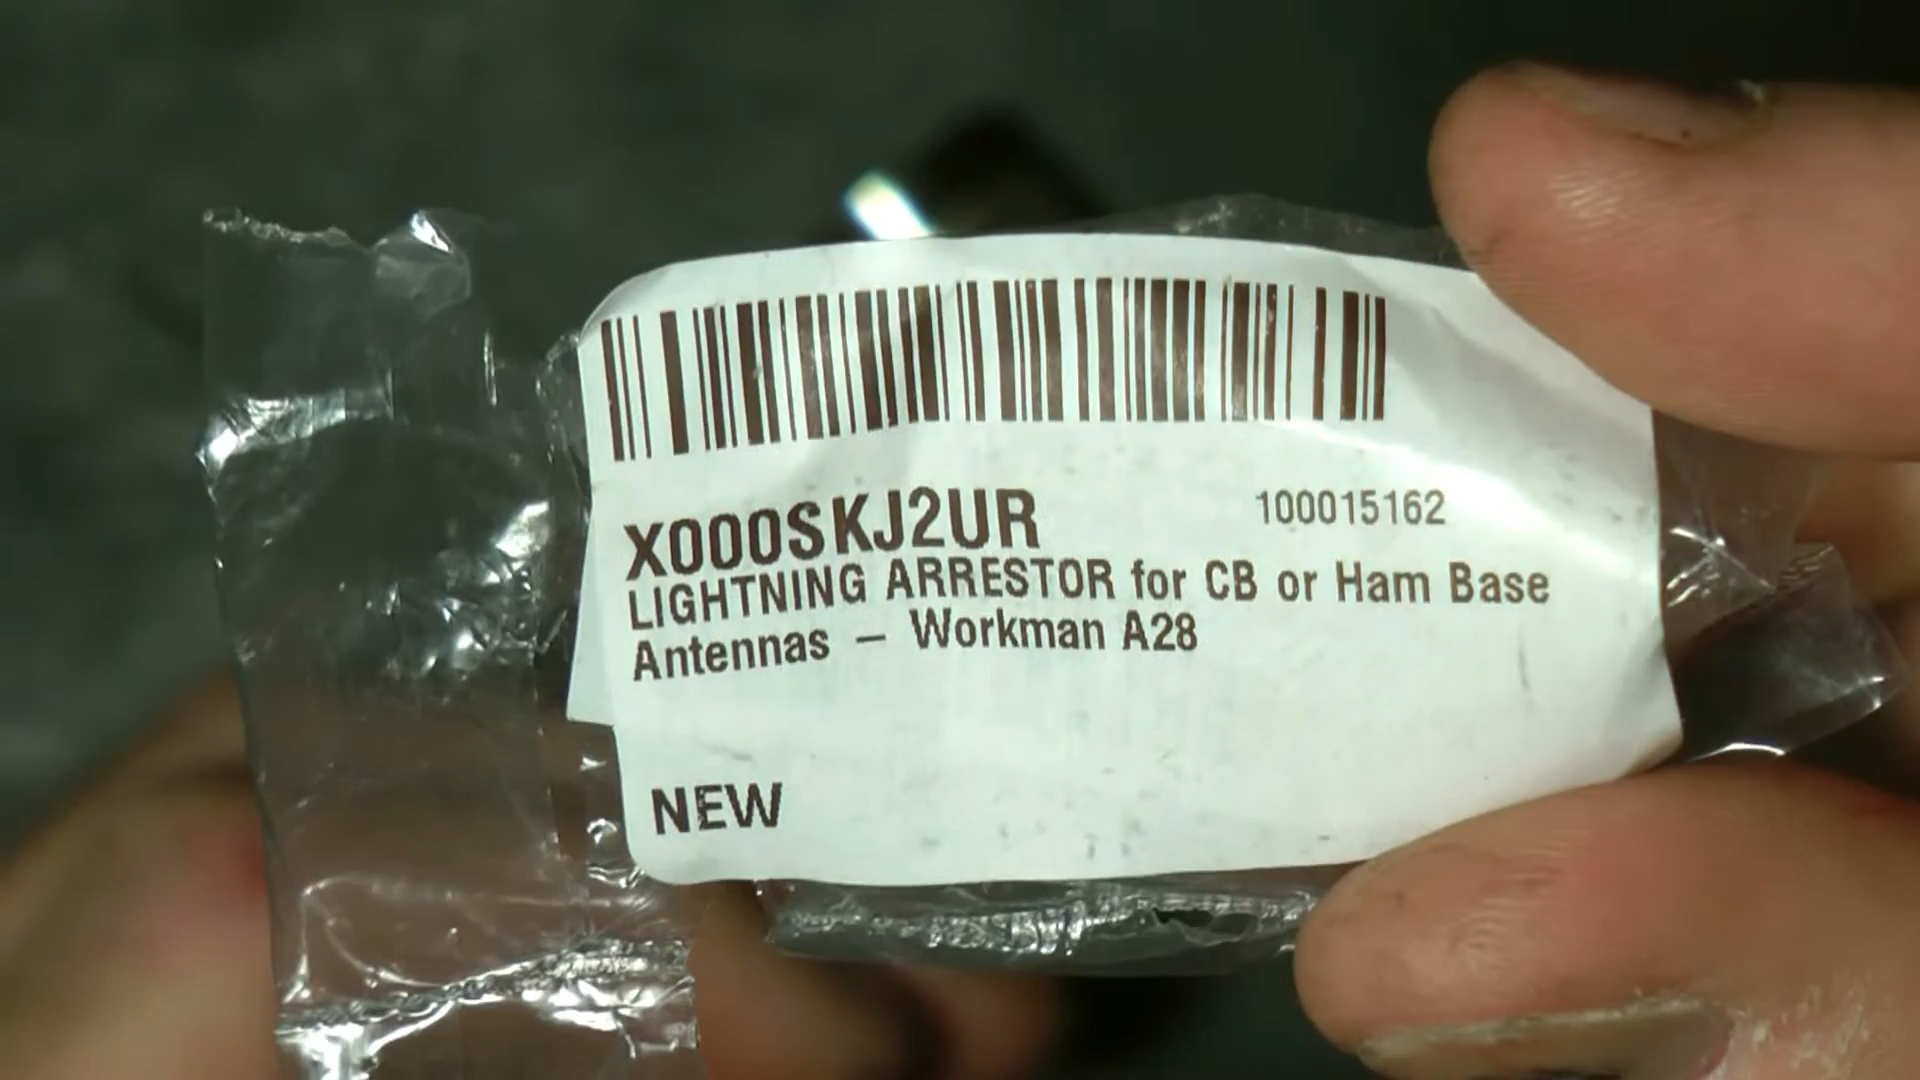 X000SKJ2UR 100015162
LIGHTNING ARRESTOR for CB or Ham Base
Antennas – Workman A28
NEW